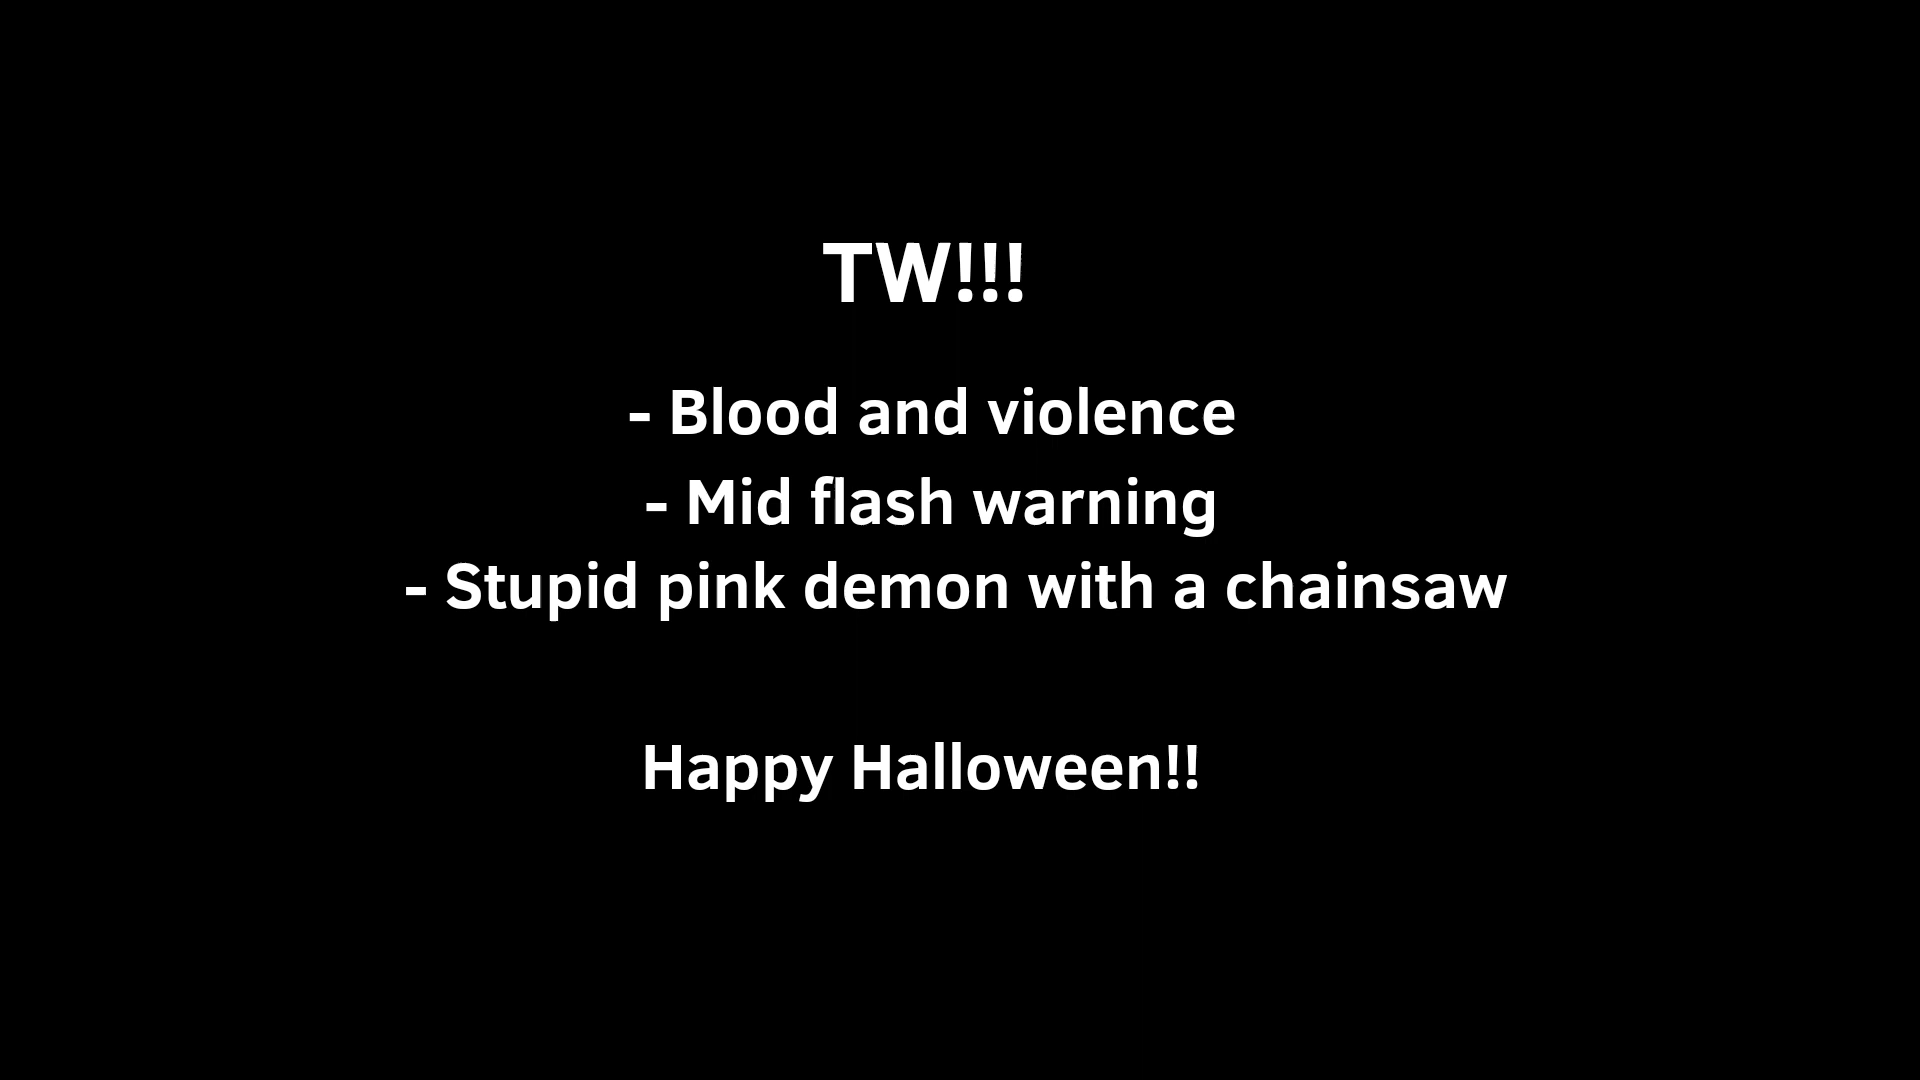 TW!!!
- Blood and violence
- Mid flash warning
- Stupid pink demon with a chainsaw
Happy Halloween!!